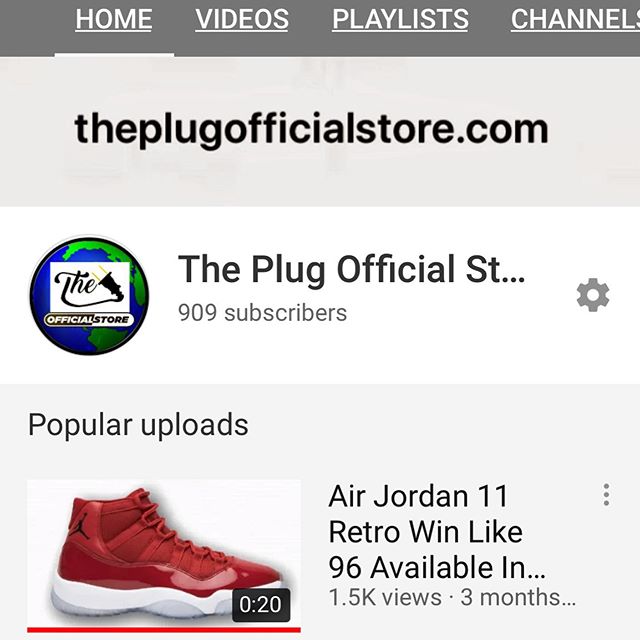 HOME VIDEOS PLAYLISTS CHANNELS
theplugofficialstore.com
The Plug Official St...
909 subscribers
The
OFFICIALSTORE
Popular uploads
Air Jordan 11
Retro Win Like
96 Available In...
1.5K views · 3 months...
0:20